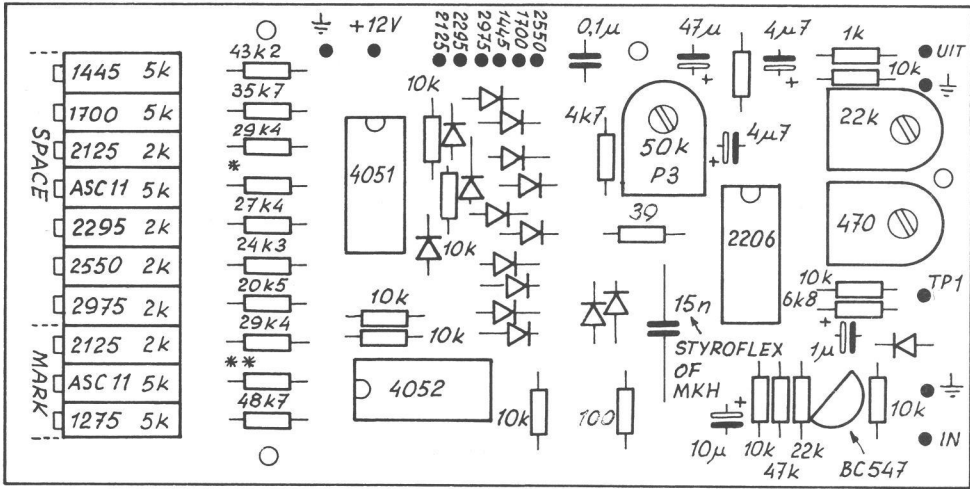 SPACE
MARK
1445 5k
1700 5k
2125 2k
ASC11 5k
2295 2k
2550 2k
2975 2k
2125 2k
ASC11 5k
1275 5k
43k2
35k7
29k4
*
27k4
24k3
20k5
29k4
**
48k7
+12V
2125
2295
2975
1445
1700
2550
10k
4051
10k
10k
10k
4052
10k
100
0,1µ
47µ
+
4µ7
+
1k
UIT
10k
4k7
50k
P3
+
4µ7
22k
39
2206
470
15n
STYROFLEX
OF
MKH
10k
6k8
TP1
+
1µ
+
10µ
10k
47k
22k
BC547
10k
IN